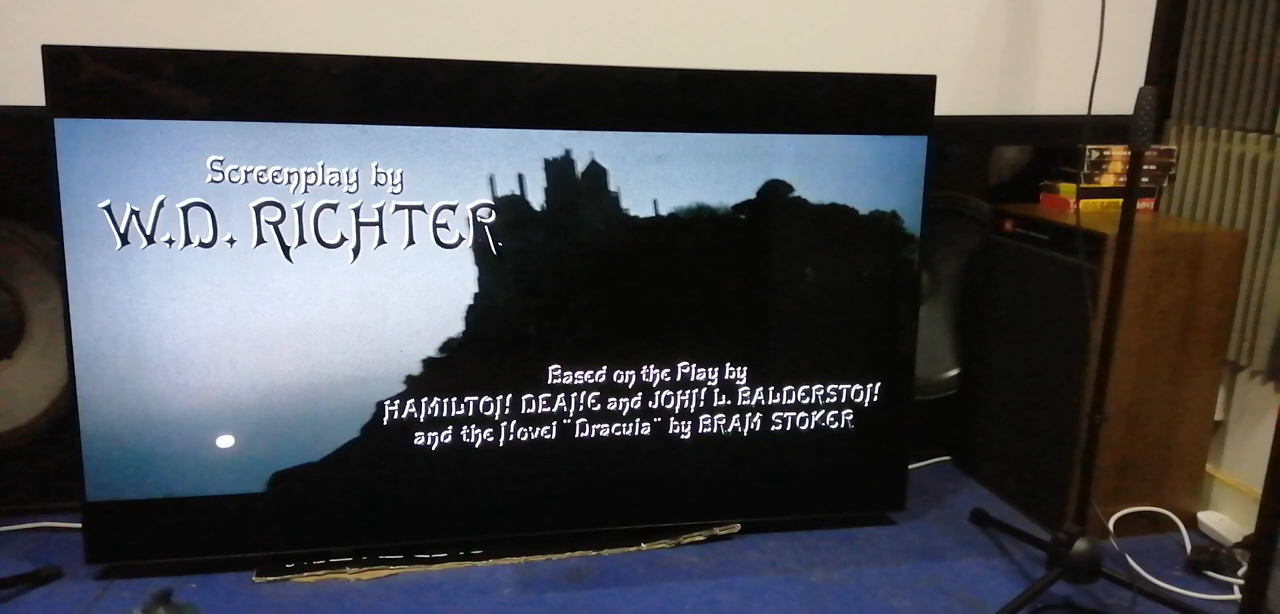 Screenplay by
W.D. RICHTER
Based on the Play by
HAMILTON DEANE and JOHN L. BALDERSTON
and the Novel "Dracula" by BRAM STOKER